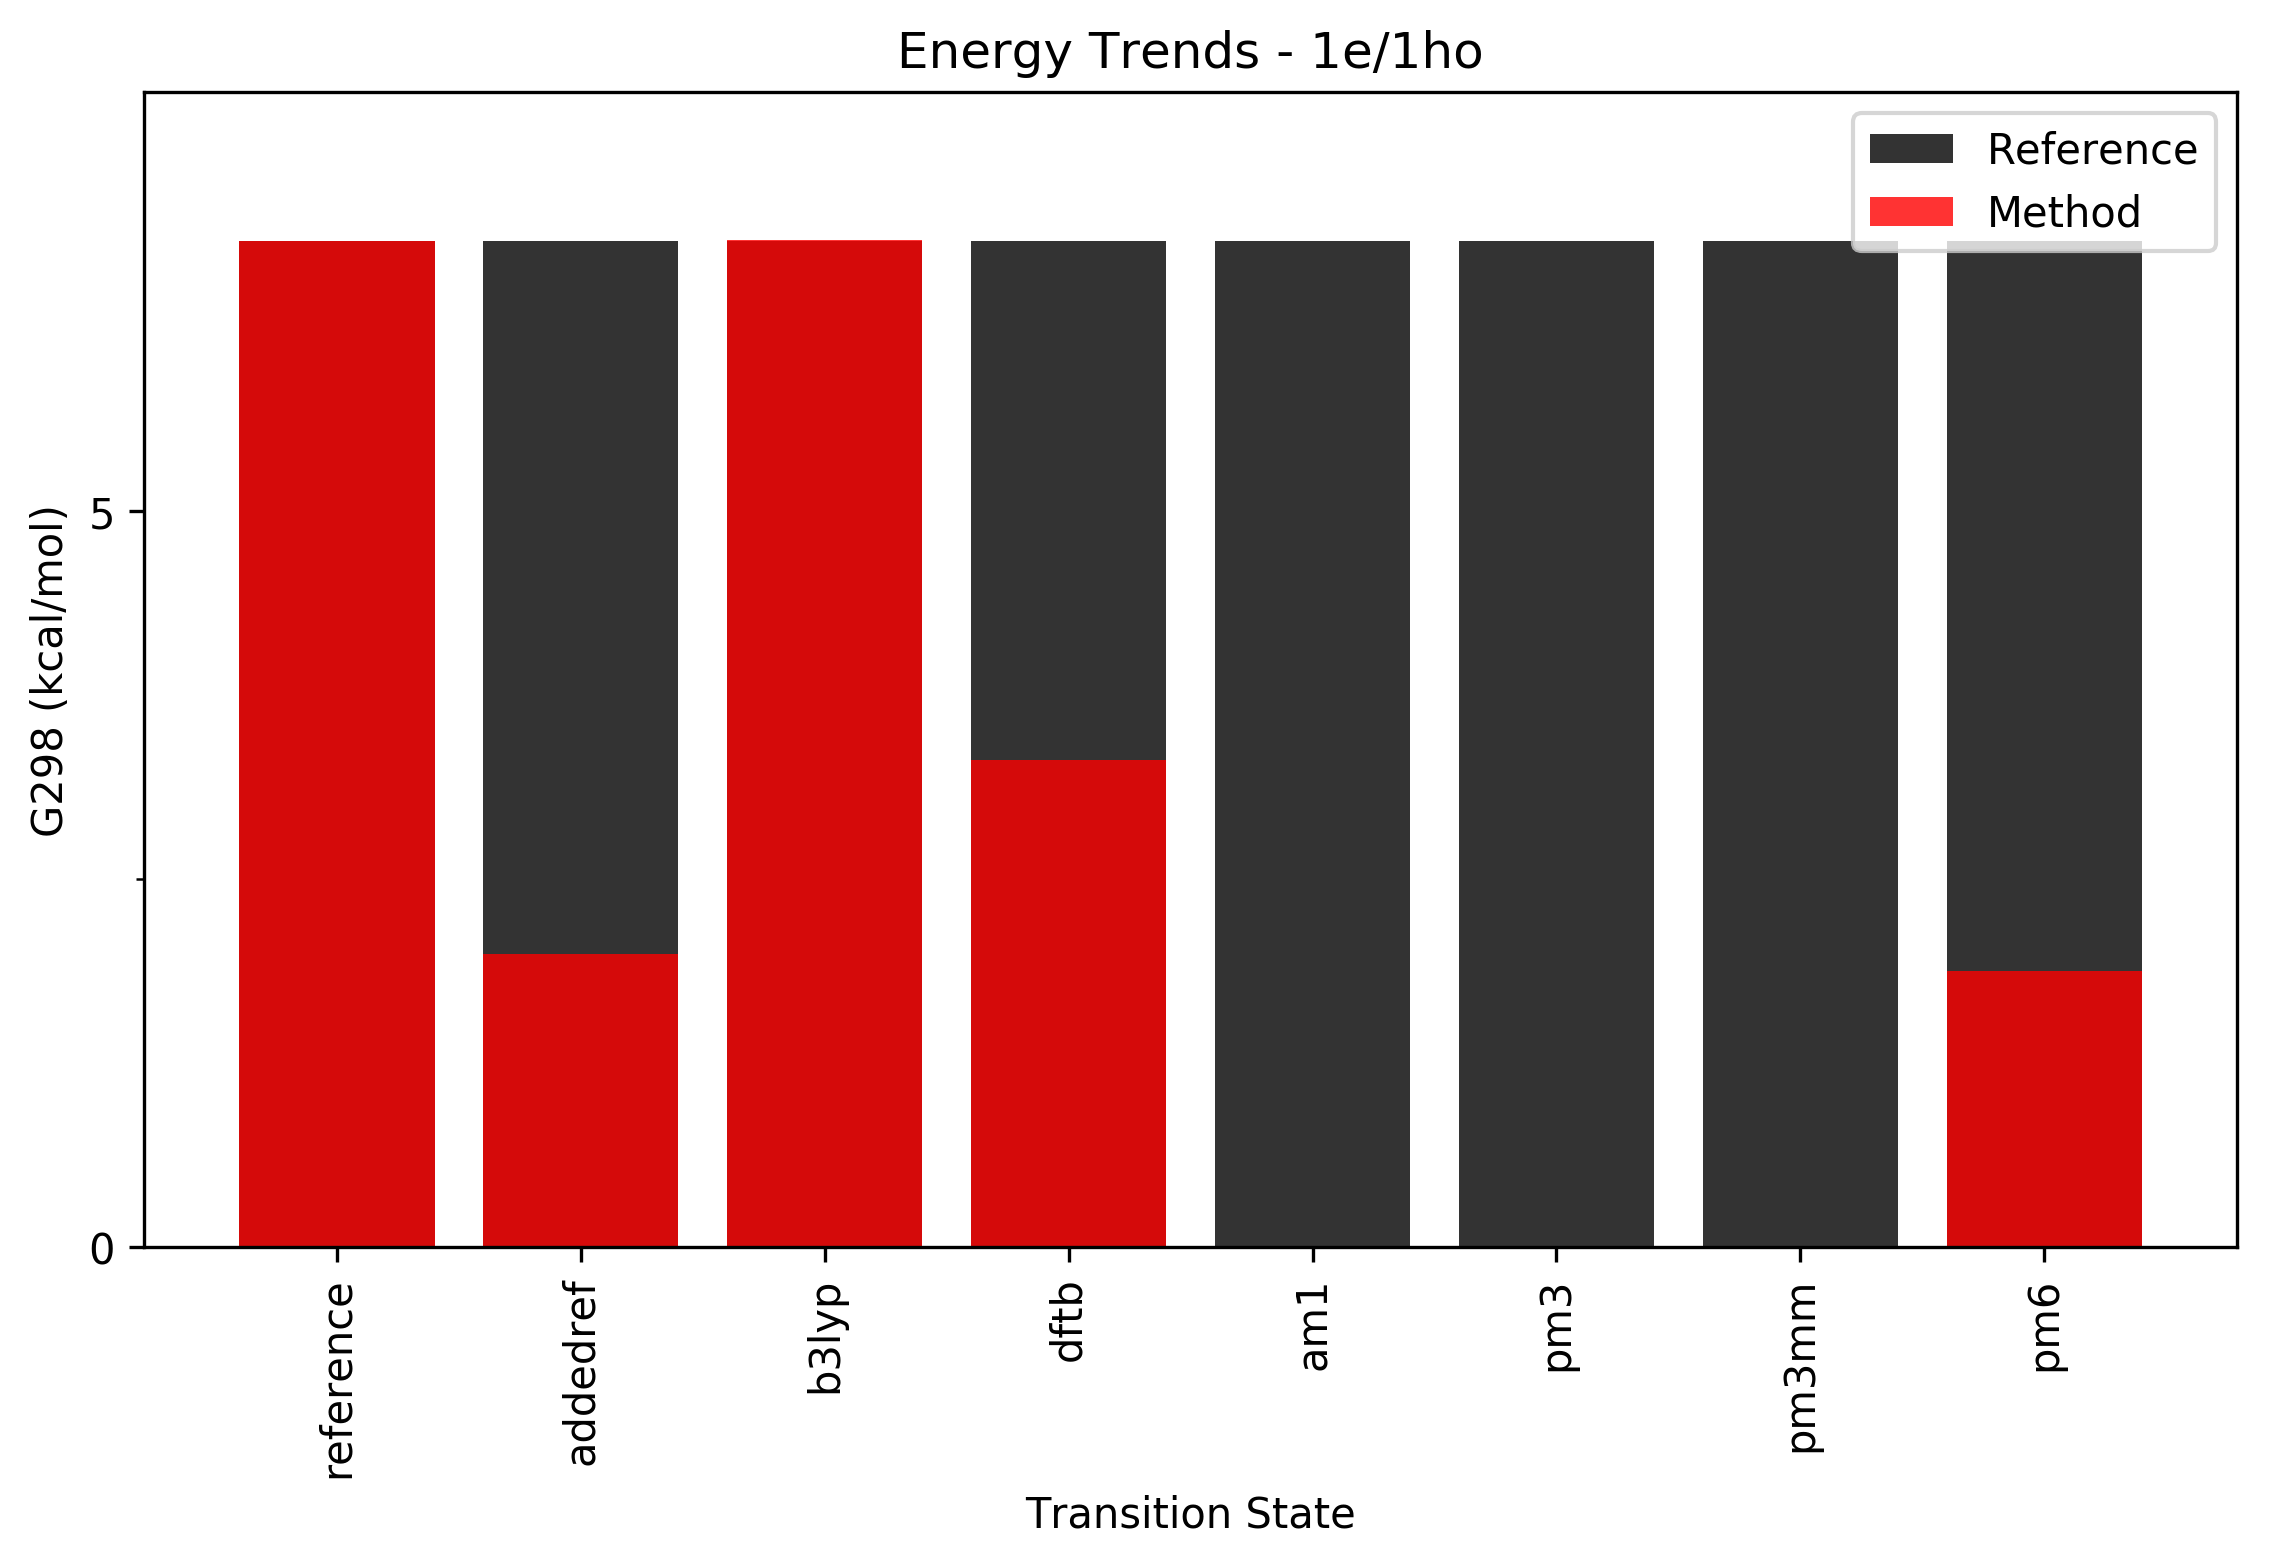 Energy Trends - 1e/1ho
Reference
Method
G298 (kcal/mol)
5
0
reference
addedref
b3lyp
dftb
am1
pm3
pm3mm
pm6
Transition State